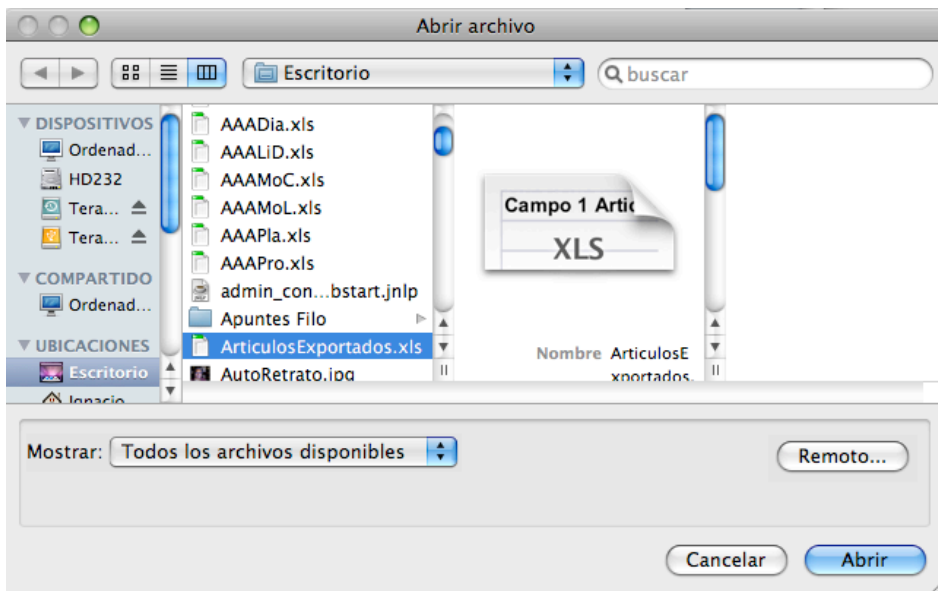 Abrir archivo
Escritorio
buscar
DISPOSITIVOS
Ordenad...
HD232
Tera...
Tera...
COMPARTIDO
Ordenad...
UBICACIONES
Escritorio
Ignacio
AAADia.xls
AAALiD.xls
AAAMoC.xls
AAAMoL.xls
AAAPla.xls
AAAPro.xls
admin_con...bstart.jnlp
Apuntes Filo
ArticulosExportados.xls
AutoRetrato.jpg
Campo 1 Artic
XLS
Nombre ArticulosE
xportados.
Mostrar: Todos los archivos disponibles
Remoto...
Cancelar
Abrir